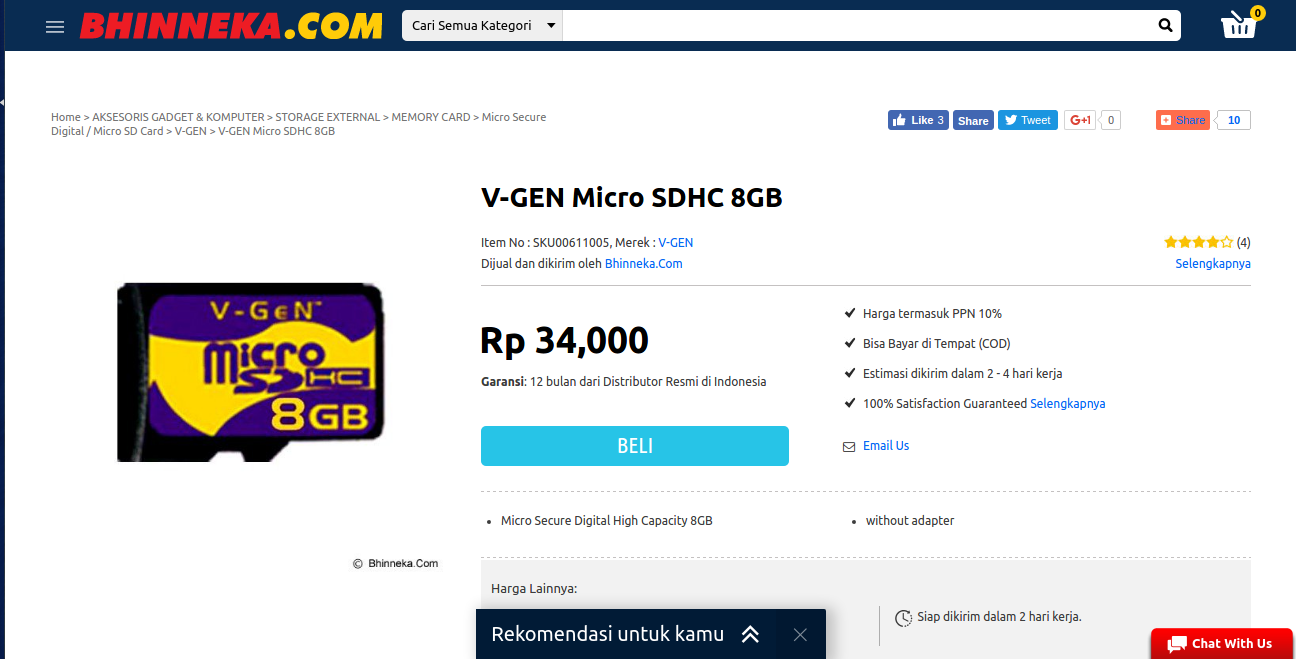 BHINNEKA.COM
Cari Semua Kategori
0
Home > AKSESORIS GADGET & KOMPUTER > STORAGE EXTERNAL > MEMORY CARD > Micro Secure
Digital / Micro SD Card > V-GEN > V-GEN Micro SDHC 8GB
Like 3
Share
Tweet
G+1
0
Share
10
V-GEN Micro SDHC 8GB
Item No : SKU00611005, Merek : V-GEN
(4)
Dijual dan dikirim oleh Bhinneka.Com
Selengkapnya
V-GeN™
micro
SDHC
8GB
© Bhinneka.Com
Rp 34,000
Garansi: 12 bulan dari Distributor Resmi di Indonesia
BELI
Harga termasuk PPN 10%
Bisa Bayar di Tempat (COD)
Estimasi dikirim dalam 2 - 4 hari kerja
100% Satisfaction Guaranteed Selengkapnya
Email Us
• Micro Secure Digital High Capacity 8GB
• without adapter
Harga Lainnya:
Siap dikirim dalam 2 hari kerja.
Rekomendasi untuk kamu
Chat With Us